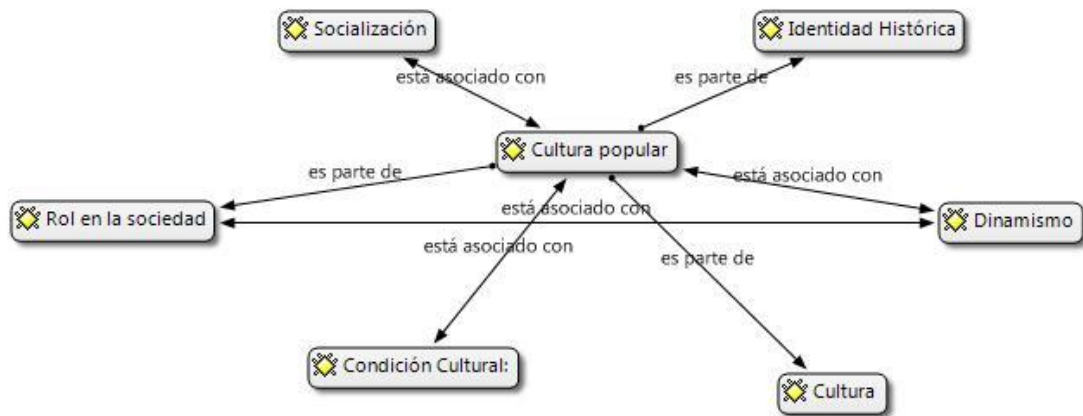 Socialización
Identidad Histórica
está asociado con
es parte de
Cultura popular
es parte de
está asociado con
Rol en la sociedad
está asociado con
Dinamismo
está asociado con
es parte de
Condición Cultural:
Cultura